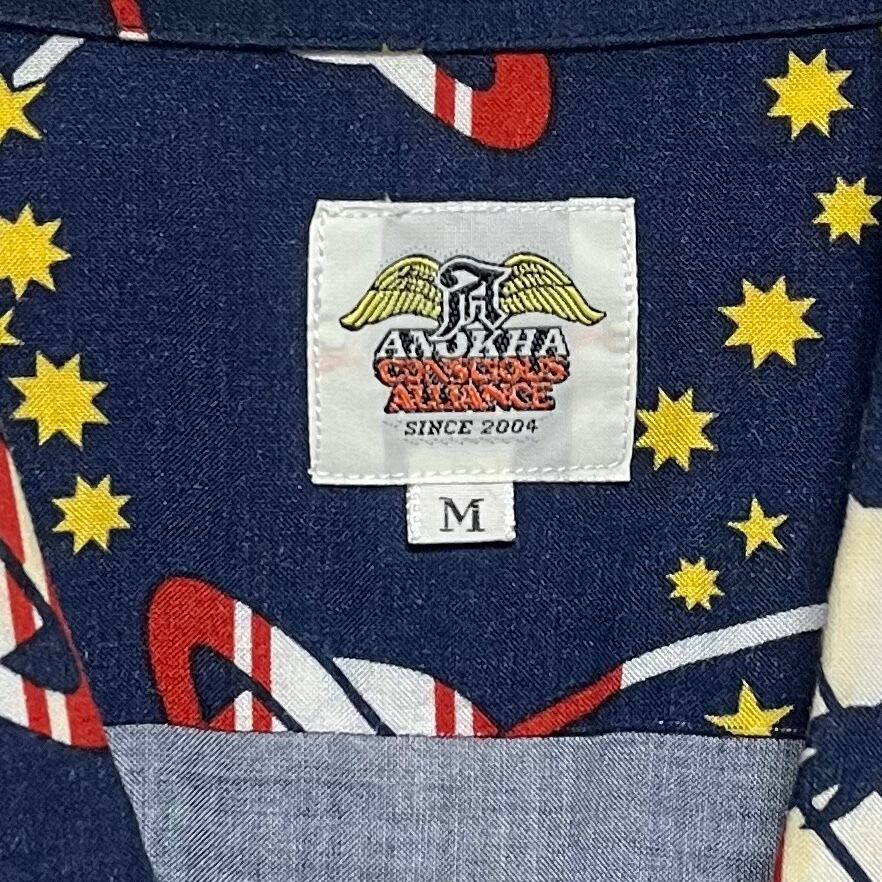 A
ANOKHA
CONSCIOUS
ALLIANCE
SINCE 2004
M